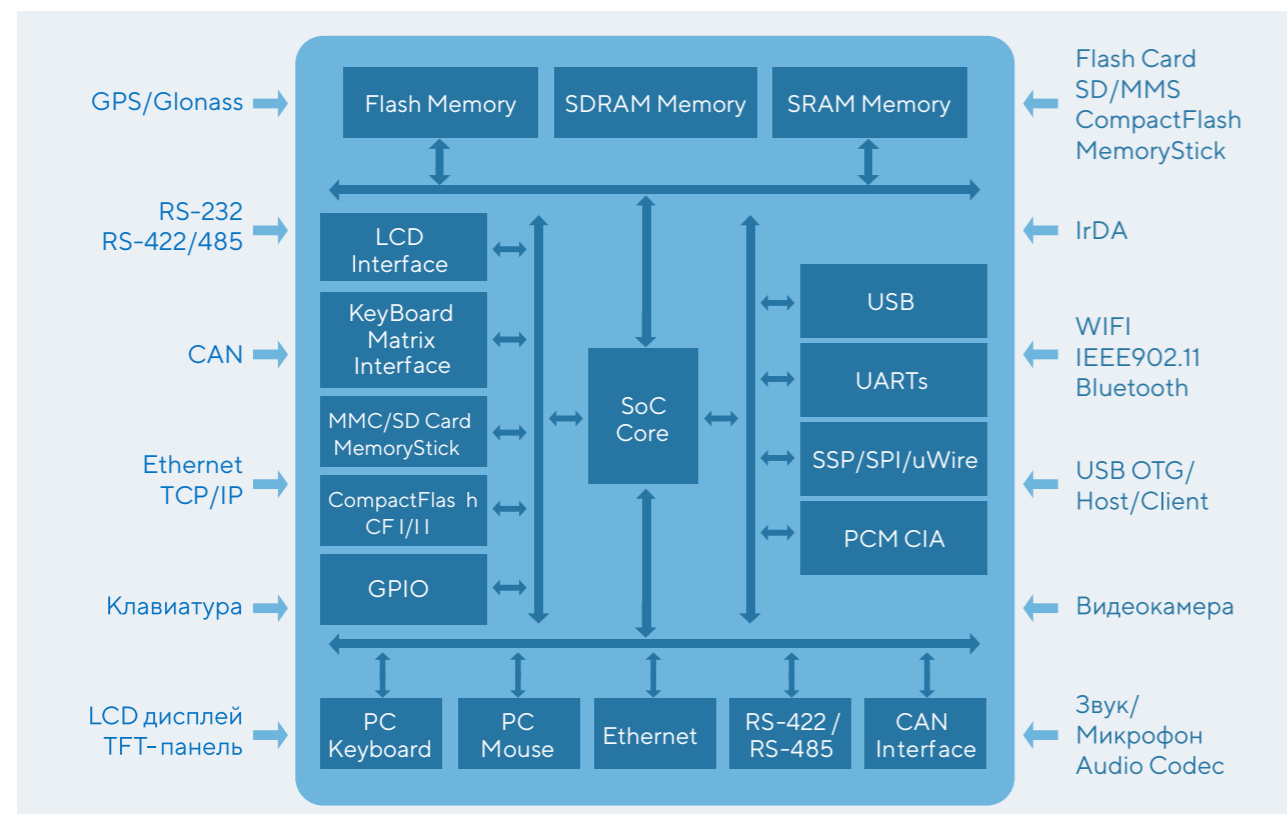 GPS/Glonass
RS-232
RS-422/485
CAN
Ethernet
TCP/IP
Клавиатура
LCD дисплей
TFT-панель
Flash Memory
SDRAM Memory
SRAM Memory
LCD
Interface
KeyBoard
Matrix
Interface
MMC/SD Card
MemoryStick
CompactFlas h
CF I/I I
GPIO
SoC
Core
USB
UARTs
SSP/SPI/uWire
PCM CIA
PC
Keyboard
PC
Mouse
Ethernet
RS-422 /
RS-485
CAN
Interface
Flash Card
SD/MMS
CompactFlash
MemoryStick
IrDA
WIFI
IEEE902.11
Bluetooth
USB OTG/
Host/Client
Видеокамера
Звук/
Микрофон
Audio Codec